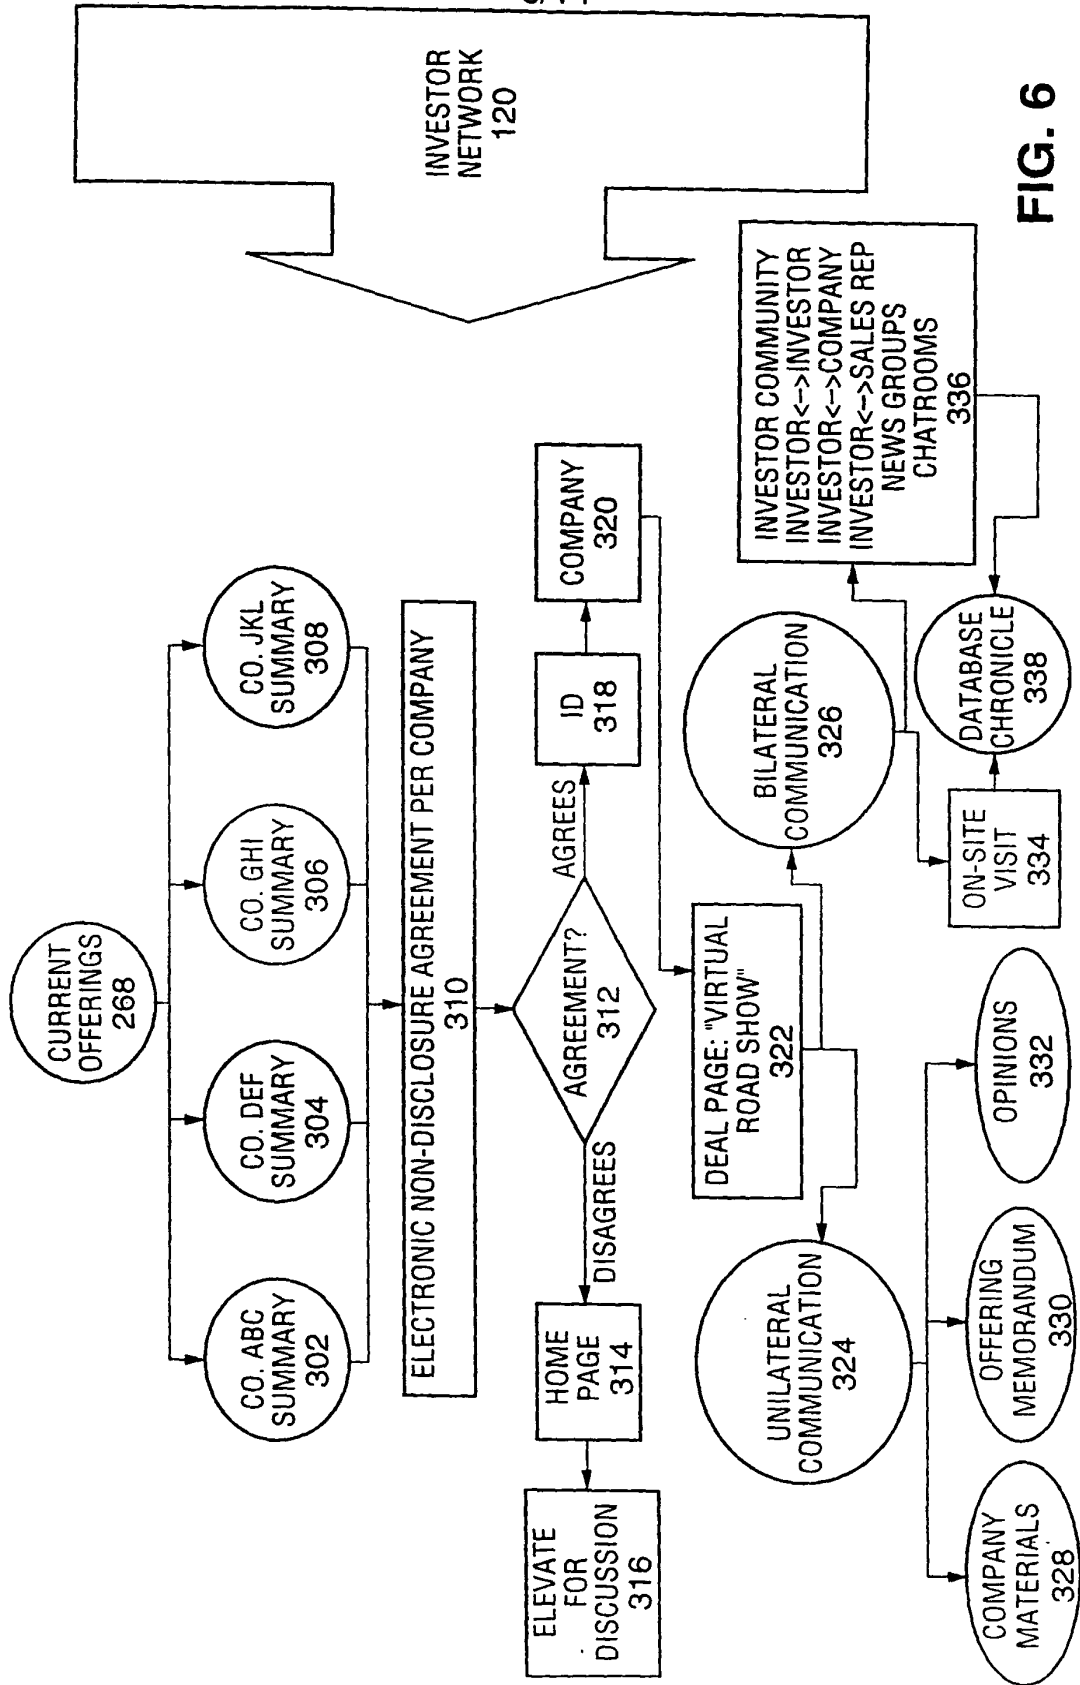 CURRENT
OFFERINGS
268
CO. ABC
SUMMARY
302
CO. DEF
SUMMARY
304
CO. GHI
SUMMARY
306
CO. JKL
SUMMARY
308
ELECTRONIC NON-DISCLOSURE AGREEMENT PER COMPANY
310
INVESTOR
NETWORK
120
AGREEMENT?
312
DISAGREES
AGREES
HOME
PAGE
314
ELEVATE
FOR
DISCUSSION
316
ID
318
COMPANY
320
DEAL PAGE: "VIRTUAL
ROAD SHOW"
322
UNILATERAL
COMMUNICATION
324
BILATERAL
COMMUNICATION
326
INVESTOR COMMUNITY
INVESTOR<->INVESTOR
INVESTOR<->COMPANY
INVESTOR<->SALES REP
NEWS GROUPS
CHATROOMS
336
COMPANY
MATERIALS
328
OFFERING
MEMORANDUM
330
OPINIONS
332
ON-SITE
VISIT
334
DATABASE
CHRONICLE
338
FIG. 6